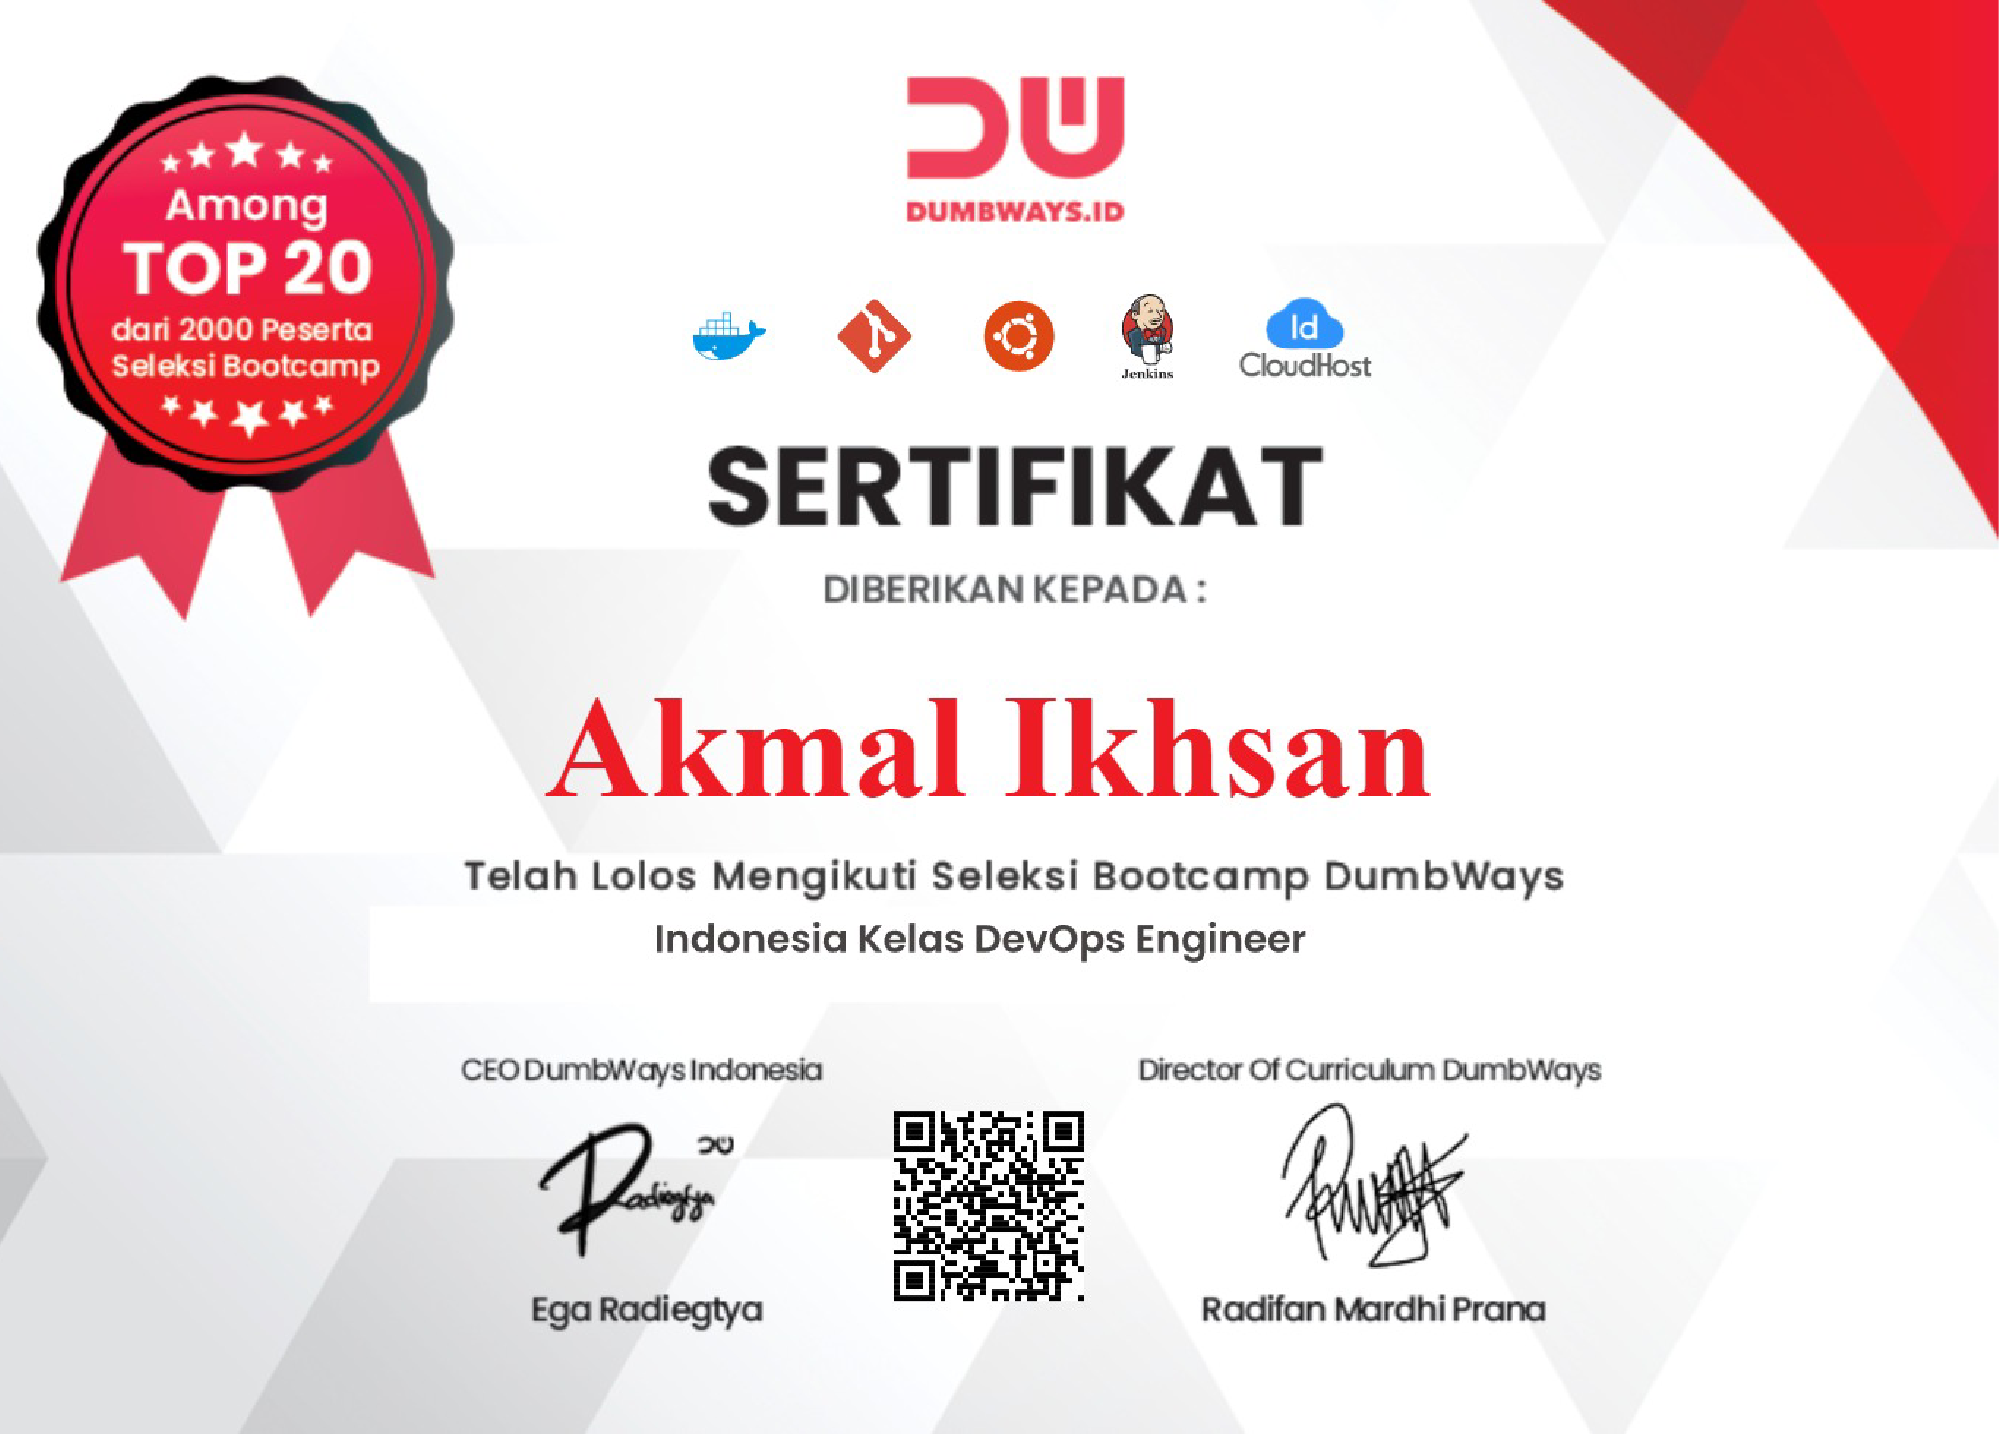 DUMBWAYS.ID
Among
TOP 20
dari 2000 Peserta
Seleksi Bootcamp
Jenkins
Id
CloudHost
SERTIFIKAT
DIBERIKAN KEPADA :
Akmal Ikhsan
Telah Lolos Mengikuti Seleksi Bootcamp DumbWays
Indonesia Kelas DevOps Engineer
CEO DumbWays Indonesia
Radiegtya
Ega Radiegtya
Director Of Curriculum DumbWays
Radifan Mardhi Prana